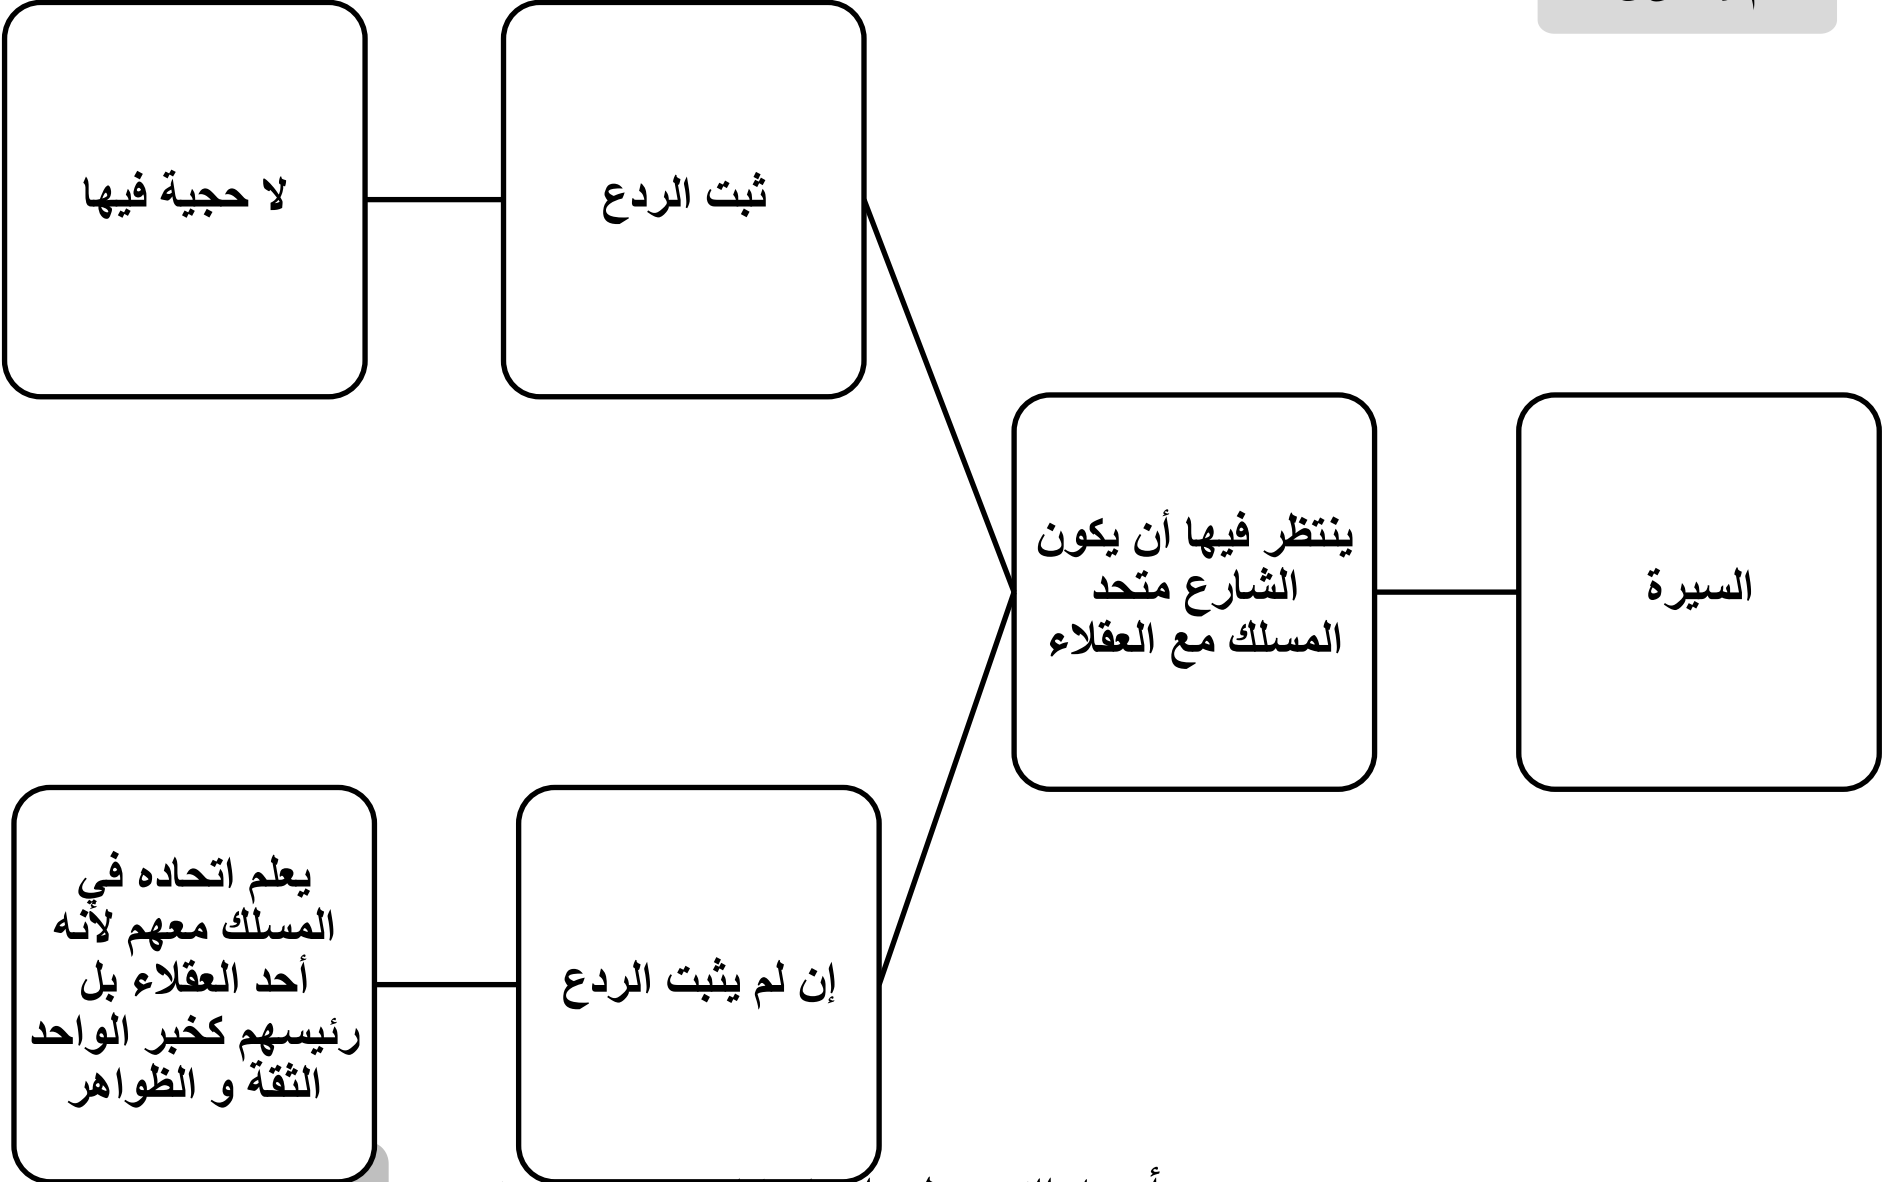 السيرة
ينتظر فيها أن يكون
الشارع متحد
المسلك مع العقلاء
ثبت الردع
لا حجية فيها
إن لم يثبت الردع
يعلم اتحاده في
المسلك معهم لأنه
أحد العقلاء بل
رئيسهم كخبر الواحد
الثقة و الظواهر